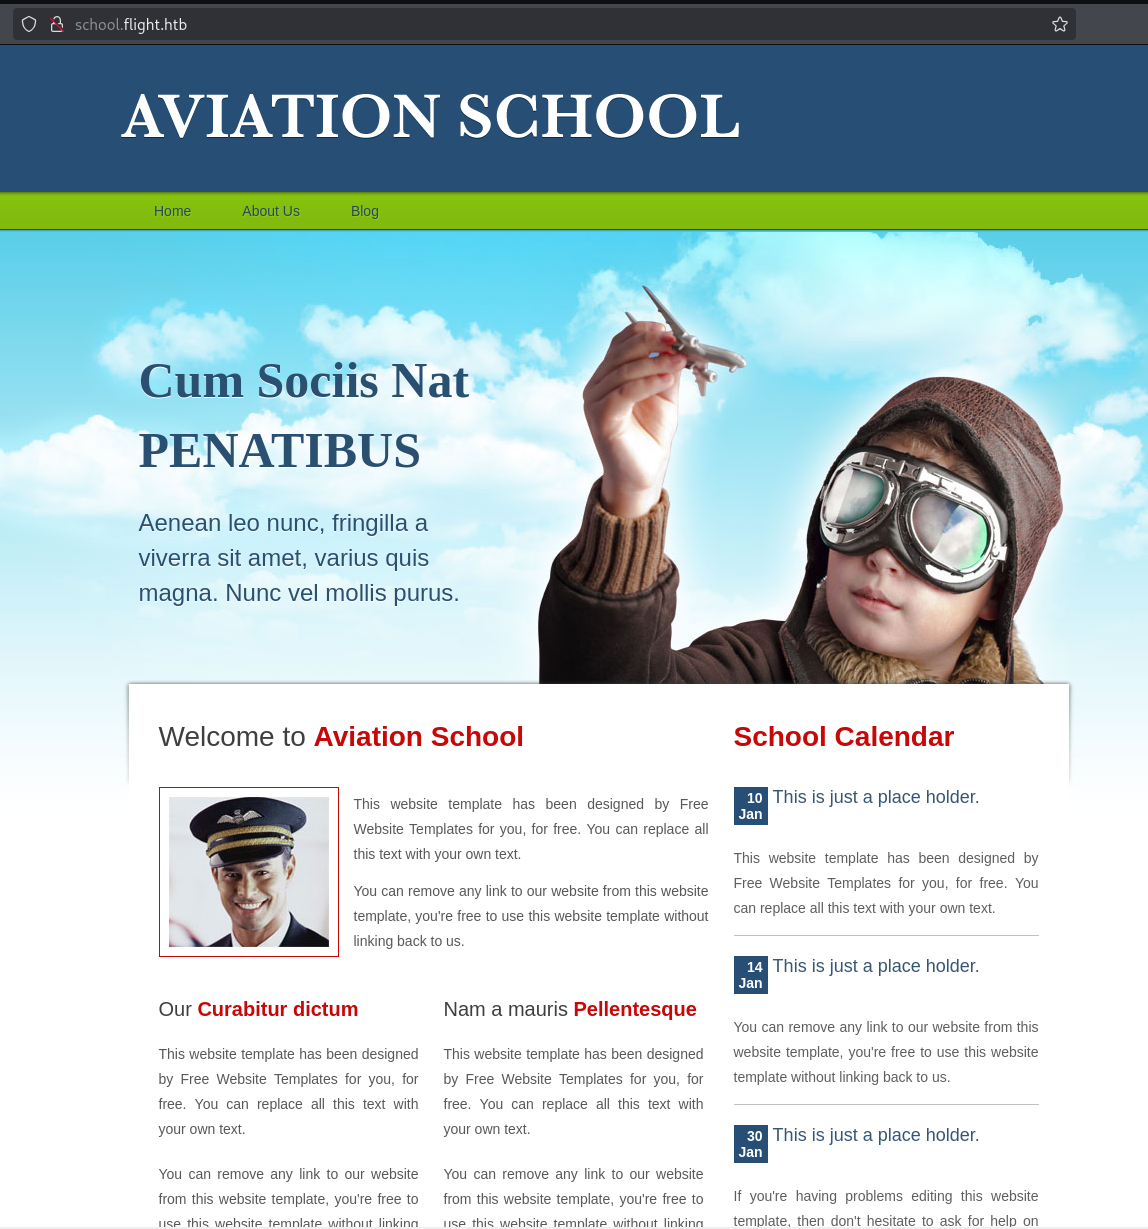 school.flight.htb
AVIATION SCHOOL
Home About Us Blog
Cum Sociis Nat
PENATIBUS
Aenean leo nunc, fringilla a
viverra sit amet, varius quis
magna. Nunc vel mollis purus.
Welcome to Aviation School
This website template has been designed by Free
Website Templates for you, for free. You can replace all
this text with your own text.
You can remove any link to our website from this website
template, you're free to use this website template without
linking back to us.
Our Curabitur dictum
This website template has been designed
by Free Website Templates for you, for
free. You can replace all this text with
your own text.
You can remove any link to our website
from this website template, you're free to
use this website template without linking
Nam a mauris Pellentesque
This website template has been designed
by Free Website Templates for you, for
free. You can replace all this text with
your own text.
You can remove any link to our website
from this website template, you're free to
use this website template without linking
School Calendar
10
Jan
This is just a place holder.
This website template has been designed by
Free Website Templates for you, for free. You
can replace all this text with your own text.
14
Jan
This is just a place holder.
You can remove any link to our website from this
website template, you're free to use this website
template without linking back to us.
30
Jan
This is just a place holder.
If you're having problems editing this website
template, then don't hesitate to ask for help on